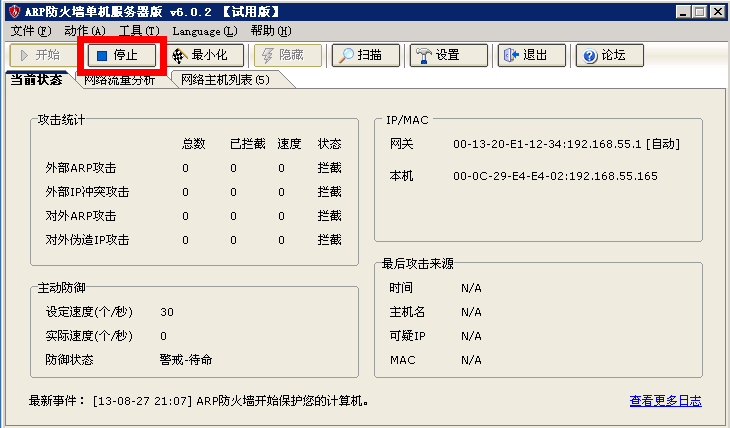 ARP防火墙单机服务器版 v6.0.2 【试用版】
文件(F) 动作(A) 工具(T) Language(L) 帮助(H)
开始 停止 最小化 隐藏 扫描 设置 退出 论坛
当前状态 网络流量分析 网络主机列表(5)
攻击统计
总数 已拦截 速度 状态
外部ARP攻击 0 0 0 拦截
外部IP冲突攻击 0 0 0 拦截
对外ARP攻击 0 0 0 拦截
对外伪造IP攻击 0 0 0 拦截
IP/MAC
网关 00-13-20-E1-12-34:192.168.55.1 [自动]
本机 00-0C-29-E4-E4-02:192.168.55.165
主动防御
设定速度(个/秒) 30
实际速度(个/秒) 0
防御状态 警戒-待命
最后攻击来源
时间 N/A
主机名 N/A
可疑IP N/A
MAC N/A
最新事件： [13-08-27 21:07] ARP防火墙开始保护您的计算机。 查看更多日志